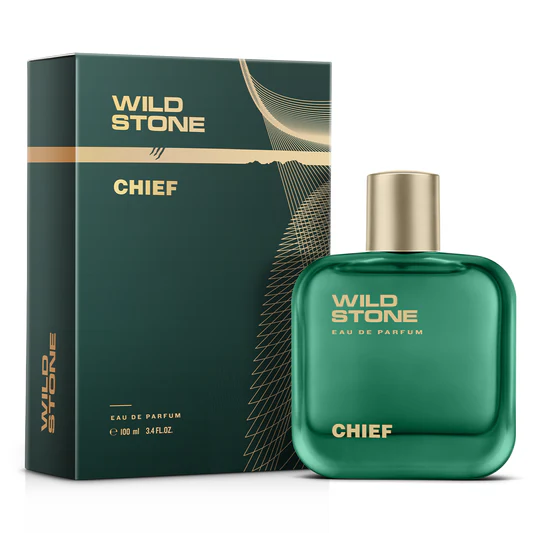 WILD
STONE
CHIEF
EAU DE PARFUM
℮ 100 ml 3.4 FL.OZ.
WILD
STONE
WILD
STONE
EAU DE PARFUM
CHIEF